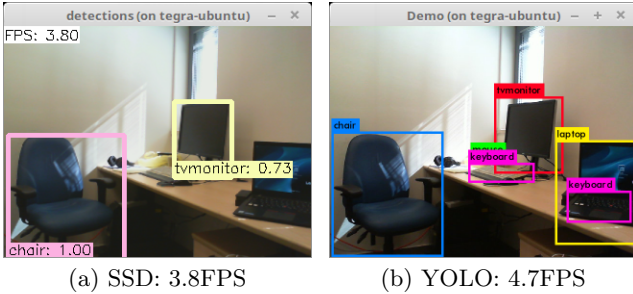 detections (on tegra-ubuntu)
FPS: 3.80
tvmonitor: 0.73
chair: 1.00
(a) SSD: 3.8FPS
Demo (on tegra-ubuntu)
tvmonitor
chair
laptop
mouse
keyboard
keyboard
(b) YOLO: 4.7FPS